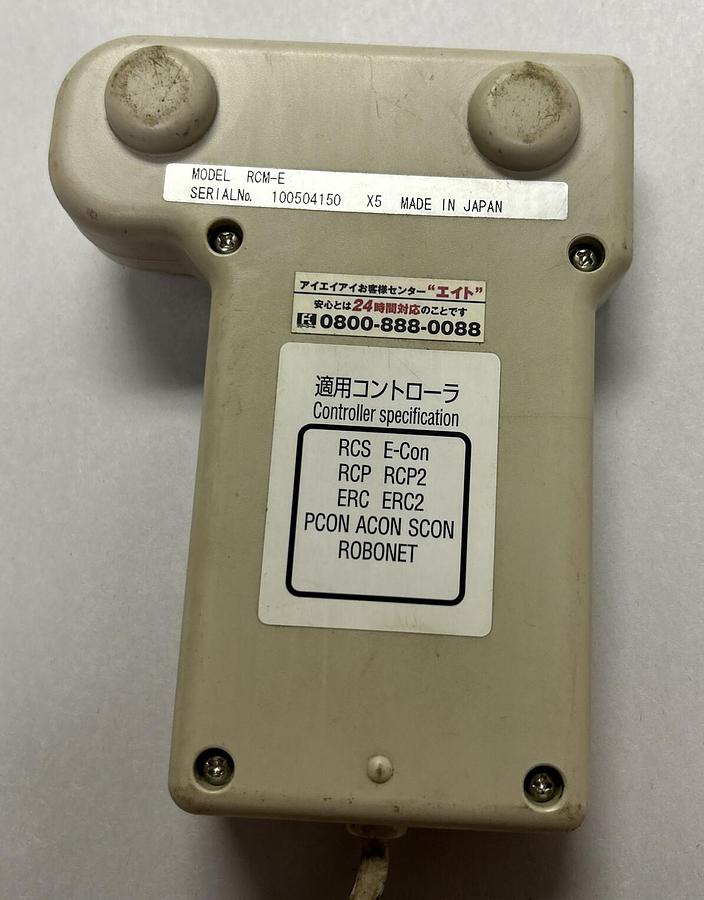 MODEL RCM-E
SERIALNo. 100504150 X5 MADE IN JAPAN
アイエイアイお客様センター“エイト”
安心とは24時間対応のことです
0800-888-0088
適用コントローラ
Controller specification
RCS E-Con
RCP RCP2
ERC ERC2
PCON ACON SCON
ROBONET